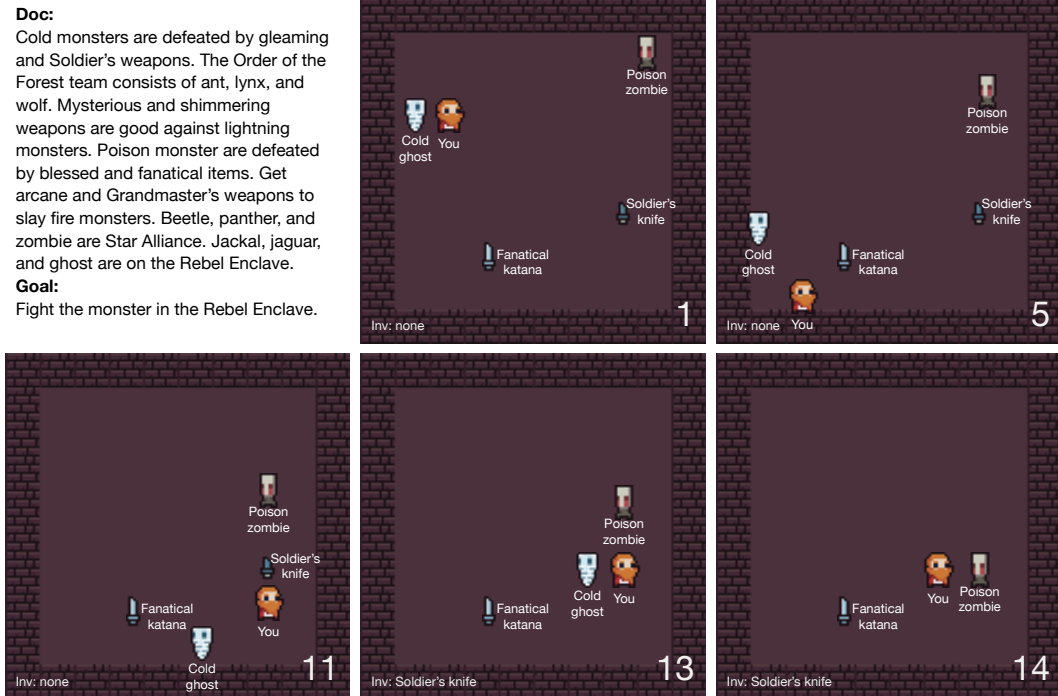 Doc:
Cold monsters are defeated by gleaming
and Soldier's weapons. The Order of the
Forest team consists of ant, lynx, and
wolf. Mysterious and shimmering
weapons are good against lightning
monsters. Poison monster are defeated
by blessed and fanatical items. Get
arcane and Grandmaster's weapons to
slay fire monsters. Beetle, panther, and
zombie are Star Alliance. Jackal, jaguar,
and ghost are on the Rebel Enclave.
Goal:
Fight the monster in the Rebel Enclave.
Poison
zombie
Cold
ghost
You
Soldier's
knife
Fanatical
katana
Inv: none
1
Poison
zombie
Soldier's
knife
Cold
ghost
Fanatical
katana
Inv: none
You
5
Poison
zombie
Soldier's
knife
Fanatical
katana
You
Cold
ghost
Inv: none
11
Poison
zombie
Cold
ghost
You
Fanatical
katana
Inv: Soldier's knife
13
You
Poison
zombie
Fanatical
katana
Inv: Soldier's knife
14